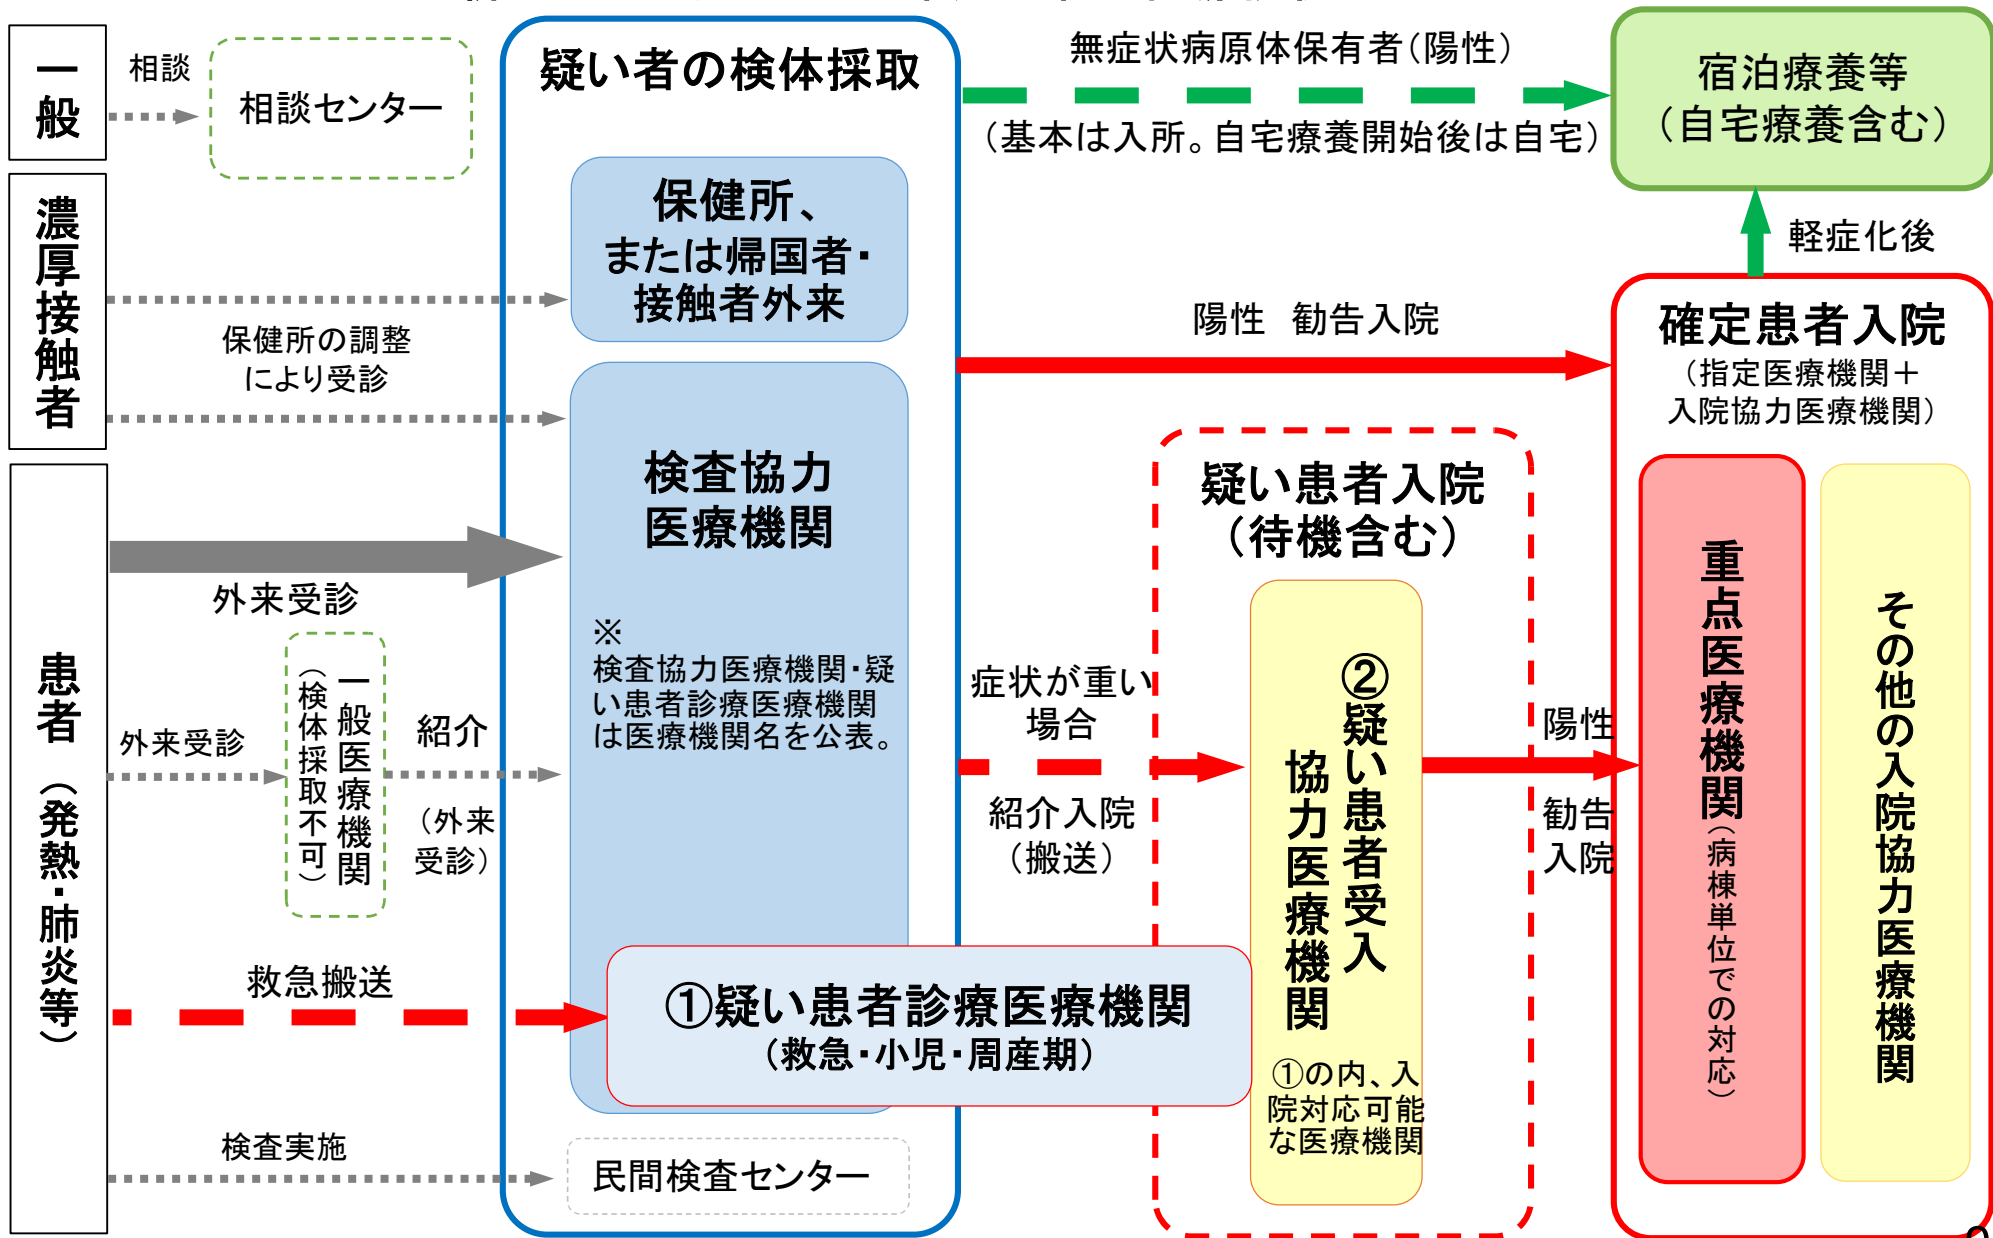 一般
相談
相談センター
濃厚接触者
保健所の調整
により受診
患者（発熱・肺炎等）
外来受診
外来受診
一般医療機関
（検体採取不可）
紹介
（外来
受診）
救急搬送
検査実施
疑い者の検体採取
保健所、
または帰国者・
接触者外来
検査協力
医療機関
※
検査協力医療機関・疑
い患者診療医療機関
は医療機関名を公表。
①疑い患者診療医療機関
（救急・小児・周産期）
民間検査センター
無症状病原体保有者（陽性）
（基本は入所。自宅療養開始後は自宅）
陽性　勧告入院
症状が重い
場合
紹介入院
（搬送）
疑い患者入院
（待機含む）
②疑い患者受入
協力医療機関
①の内、入
院対応可能
な医療機関
陽性
勧告
入院
宿泊療養等
（自宅療養含む）
軽症化後
確定患者入院
（指定医療機関＋
入院協力医療機関）
重点医療機関（病棟単位での対応）
その他の入院協力医療機関